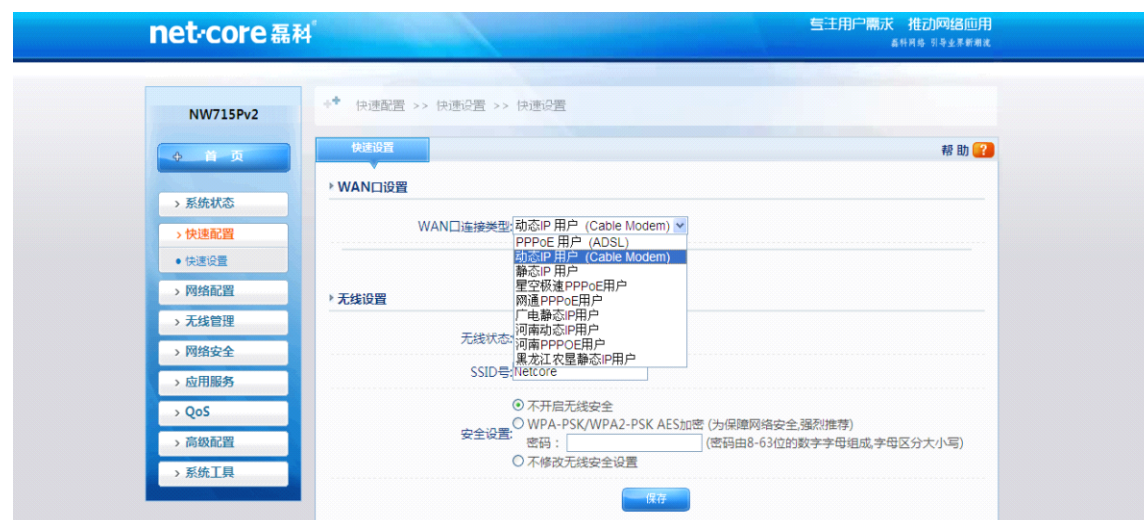 net·core 磊科
专注用户需求 推动网络应用
磊科网络 引导业界新潮流
NW715Pv2
快速配置 >> 快速设置 >> 快速设置
首 页
快速设置
帮 助 ?
WAN口设置
> 系统状态
WAN口连接类型:动态IP 用户 (Cable Modem)
> 快速配置
PPPoE 用户 (ADSL)
动态IP 用户 (Cable Modem)
• 快速设置
静态IP 用户
星空极速PPPoE用户
> 网络配置
无线设置
网通PPPoE用户
广电静态IP用户
> 无线管理
河南动态IP用户
无线状态:
河南PPPOE用户
> 网络安全
黑龙江农垦静态IP用户
SSID号:Netcore
> 应用服务
不开启无线安全
> QoS
安全设置:
WPA-PSK/WPA2-PSK AES加密 (为保障网络安全,强烈推荐)
> 高级配置
密码: (密码由8-63位的数字字母组成,字母区分大小写)
不修改无线安全设置
> 系统工具
保存